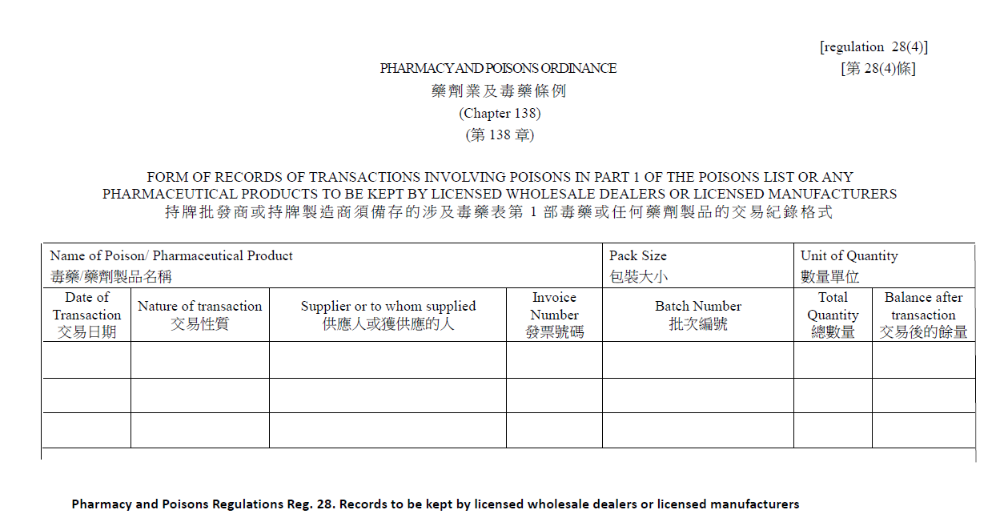 [regulation 28(4)]
PHARMACY AND POISONS ORDINANCE
[第 28(4)條]
藥劑業及毒藥條例
(Chapter 138)
(第 138 章)
FORM OF RECORDS OF TRANSACTIONS INVOLVING POISONS IN PART 1 OF THE POISONS LIST OR ANY
PHARMACEUTICAL PRODUCTS TO BE KEPT BY LICENSED WHOLESALE DEALERS OR LICENSED MANUFACTURERS
持牌批發商或持牌製造商須備存的涉及毒藥表第 1 部毒藥或任何藥劑製品的交易紀錄格式
Name of Poison/ Pharmaceutical Product
毒藥/藥劑製品名稱
Pack Size
包裝大小
Unit of Quantity
數量單位
Date of
Transaction
交易日期
Nature of transaction
交易性質
Supplier or to whom supplied
供應人或獲供應的人
Invoice
Number
發票號碼
Batch Number
批次編號
Total
Quantity
總數量
Balance after
transaction
交易後的餘量
Pharmacy and Poisons Regulations Reg. 28. Records to be kept by licensed wholesale dealers or licensed manufacturers